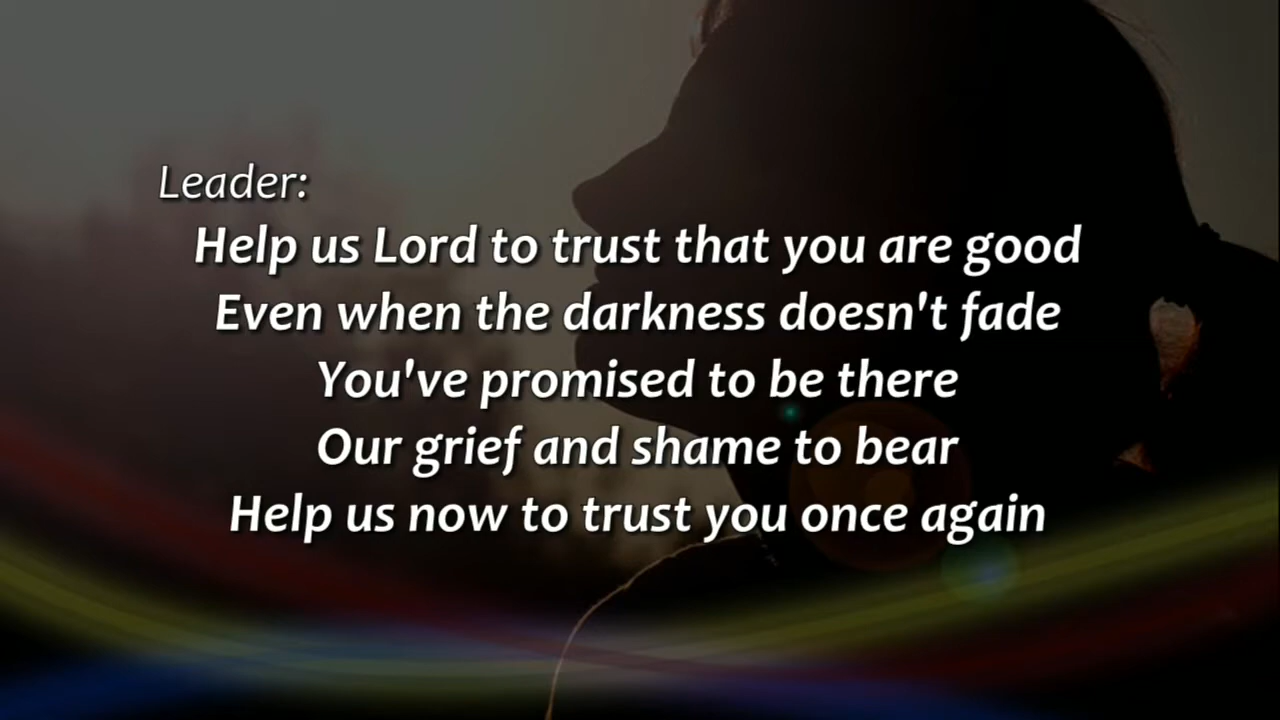 Leader:
Help us Lord to trust that you are good
Even when the darkness doesn't fade
You've promised to be there
Our grief and shame to bear
Help us now to trust you once again